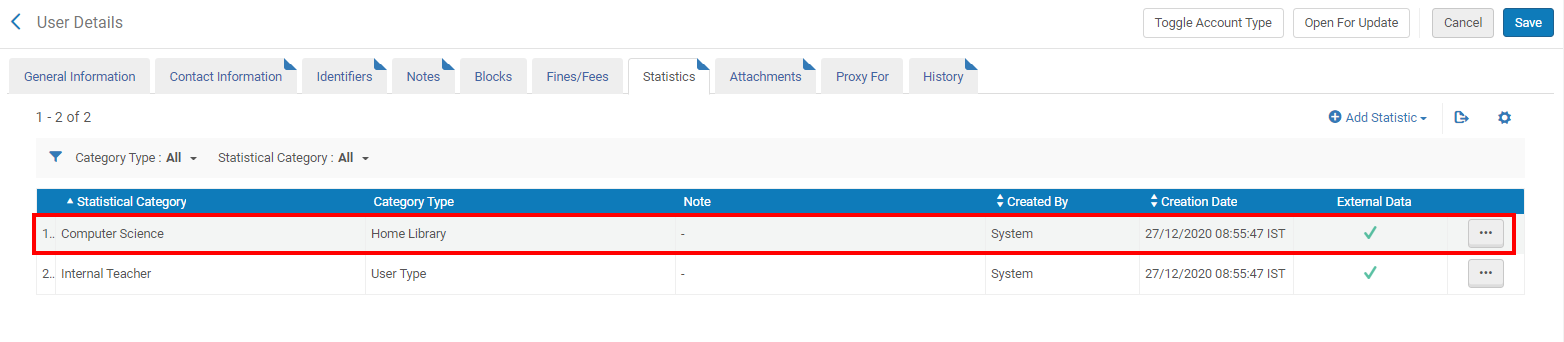 User Details
Toggle Account Type Open For Update Cancel Save
General Information Contact Information Identifiers Notes Blocks Fines/Fees Statistics Attachments Proxy For History
1 - 2 of 2 Add Statistic
Category Type : All Statistical Category : All
Statistical Category Category Type Note Created By Creation Date External Data
1.. Computer Science Home Library - System 27/12/2020 08:55:47 IST ...
2.. Internal Teacher User Type - System 27/12/2020 08:55:47 IST ...